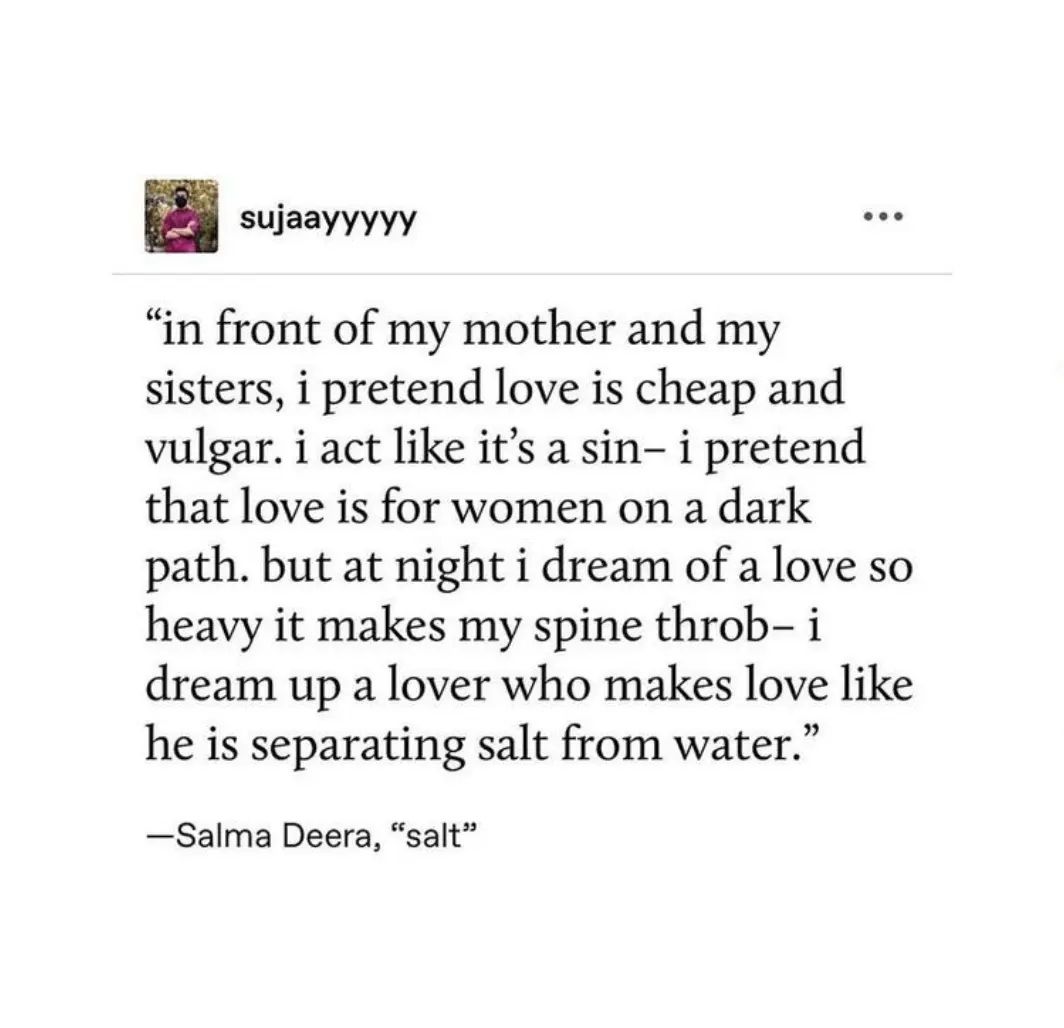 sujaayyyyy
“in front of my mother and my
sisters, i pretend love is cheap and
vulgar. i act like it’s a sin– i pretend
that love is for women on a dark
path. but at night i dream of a love so
heavy it makes my spine throb– i
dream up a lover who makes love like
he is separating salt from water.”
—Salma Deera, “salt”